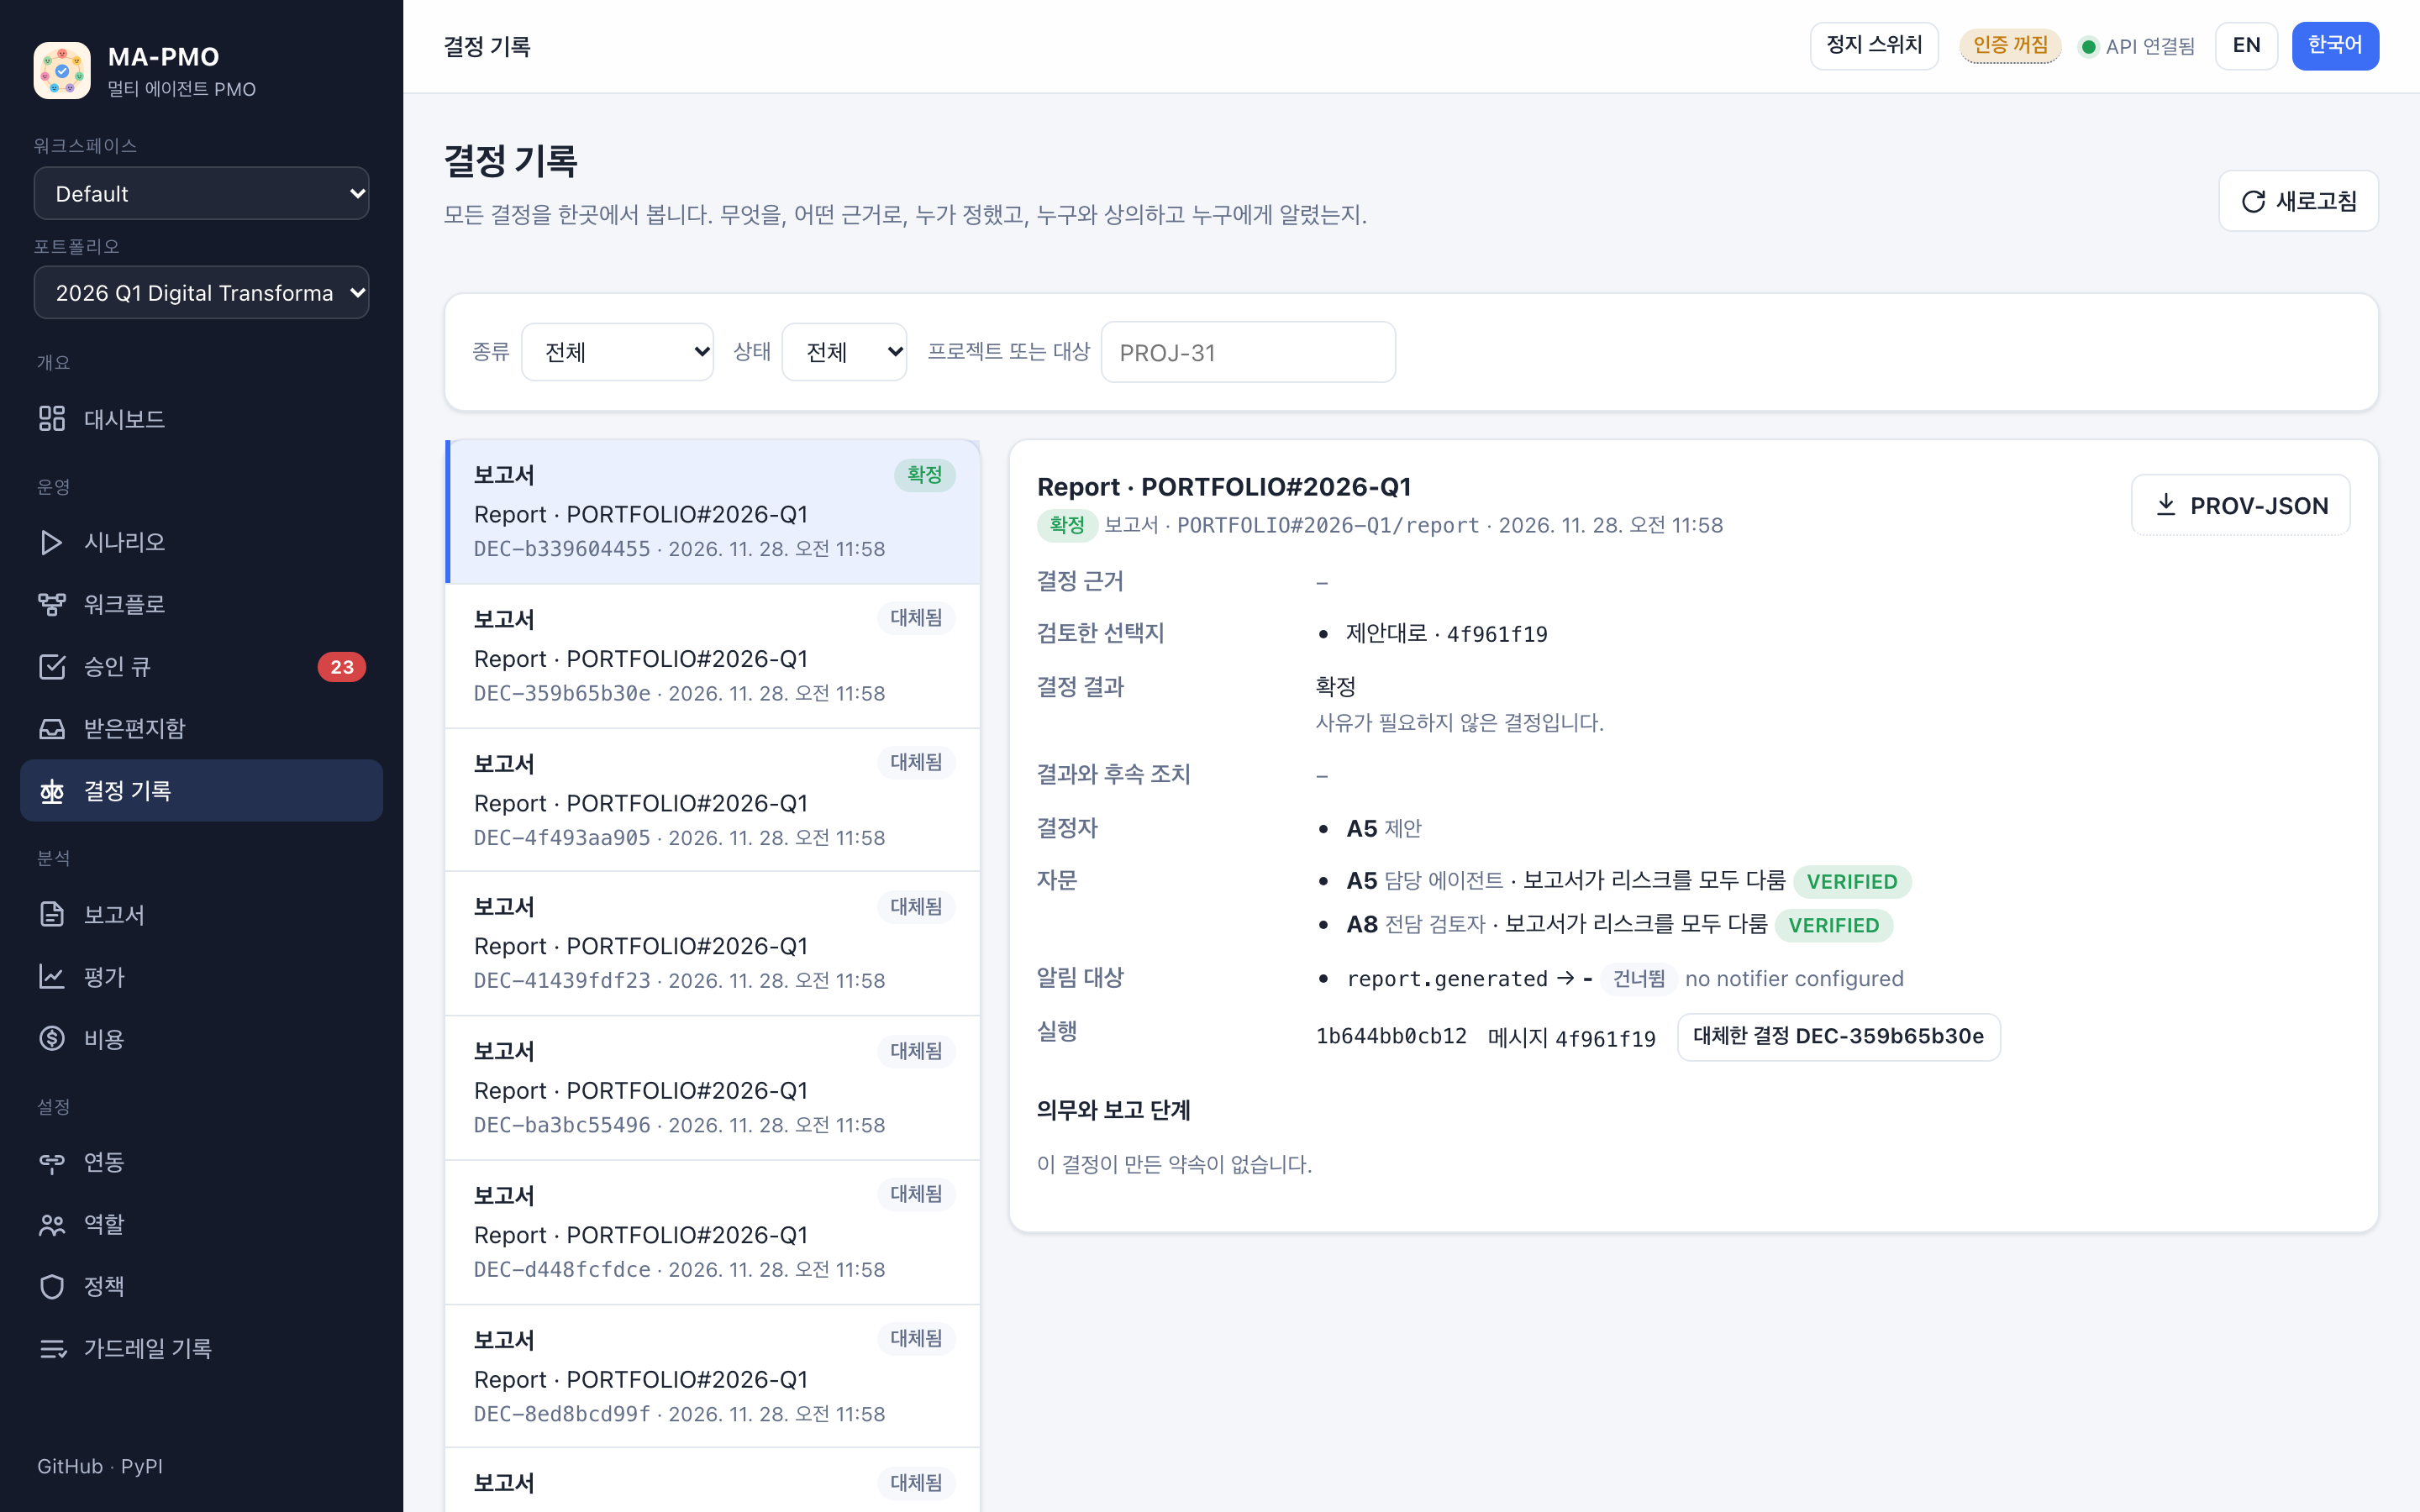 MA-PMO
멀티 에이전트 PMO
워크스페이스
Default
포트폴리오
2026 Q1 Digital Transforma
개요
대시보드
운영
시나리오
워크플로
승인 큐 23
받은편지함
결정 기록
분석
보고서
평가
비용
설정
연동
역할
정책
가드레일 기록
GitHub · PyPI
결정 기록
정지 스위치 인증 꺼짐 API 연결됨 EN 한국어
결정 기록
모든 결정을 한곳에서 봅니다. 무엇을, 어떤 근거로, 누가 정했고, 누구와 상의하고 누구에게 알렸는지.
새로고침
종류 전체 상태 전체 프로젝트 또는 대상 PROJ-31
보고서 확정
Report · PORTFOLIO#2026-Q1
DEC-b339604455 · 2026. 11. 28. 오전 11:58
보고서 대체됨
Report · PORTFOLIO#2026-Q1
DEC-359b65b30e · 2026. 11. 28. 오전 11:58
보고서 대체됨
Report · PORTFOLIO#2026-Q1
DEC-4f493aa905 · 2026. 11. 28. 오전 11:58
보고서 대체됨
Report · PORTFOLIO#2026-Q1
DEC-41439fdf23 · 2026. 11. 28. 오전 11:58
보고서 대체됨
Report · PORTFOLIO#2026-Q1
DEC-ba3bc55496 · 2026. 11. 28. 오전 11:58
보고서 대체됨
Report · PORTFOLIO#2026-Q1
DEC-d448fcfdce · 2026. 11. 28. 오전 11:58
보고서 대체됨
Report · PORTFOLIO#2026-Q1
DEC-8ed8bcd99f · 2026. 11. 28. 오전 11:58
보고서 대체됨
Report · PORTFOLIO#2026-Q1
확정 보고서 · PORTFOLIO#2026-Q1/report · 2026. 11. 28. 오전 11:58
PROV-JSON
결정 근거 –
검토한 선택지 • 제안대로 · 4f961f19
결정 결과 확정
사유가 필요하지 않은 결정입니다.
결과와 후속 조치 –
결정자 • A5 제안
자문 • A5 담당 에이전트 · 보고서가 리스크를 모두 다룸 VERIFIED
• A8 전담 검토자 · 보고서가 리스크를 모두 다룸 VERIFIED
알림 대상 • report.generated → - 건너뜀 no notifier configured
실행 1b644bb0cb12 메시지 4f961f19 대체한 결정 DEC-359b65b30e
의무와 보고 단계
이 결정이 만든 약속이 없습니다.